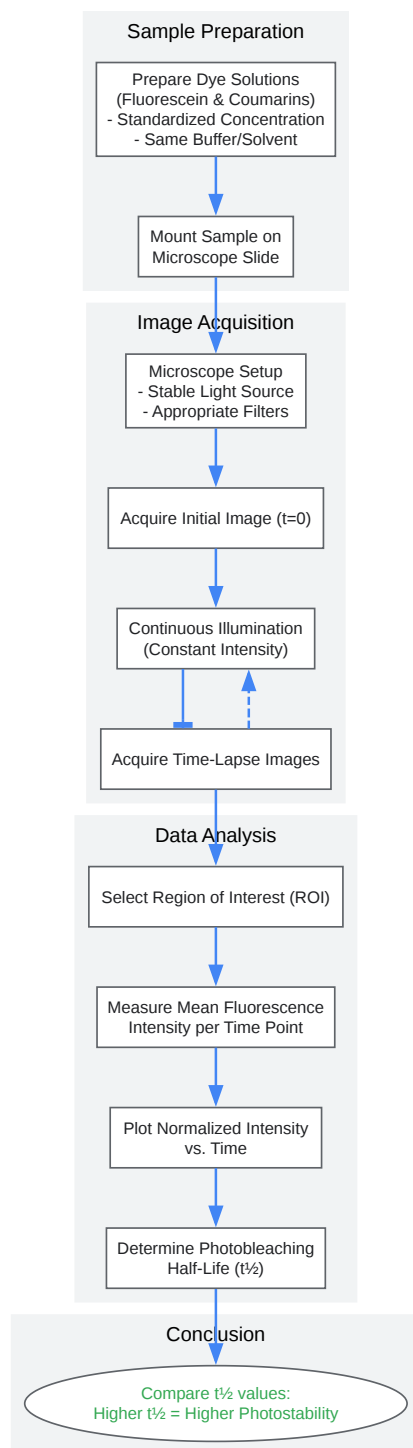 Sample Preparation
Prepare Dye Solutions
(Fluorescein & Coumarins)
- Standardized Concentration
- Same Buffer/Solvent
Mount Sample on
Microscope Slide
Image Acquisition
Microscope Setup
- Stable Light Source
- Appropriate Filters
Acquire Initial Image (t=0)
Continuous Illumination
(Constant Intensity)
Acquire Time-Lapse Images
Data Analysis
Select Region of Interest (ROI)
Measure Mean Fluorescence
Intensity per Time Point
Plot Normalized Intensity
vs. Time
Determine Photobleaching
Half-Life (t½)
Conclusion
Compare t½ values:
Higher t½ = Higher Photostability